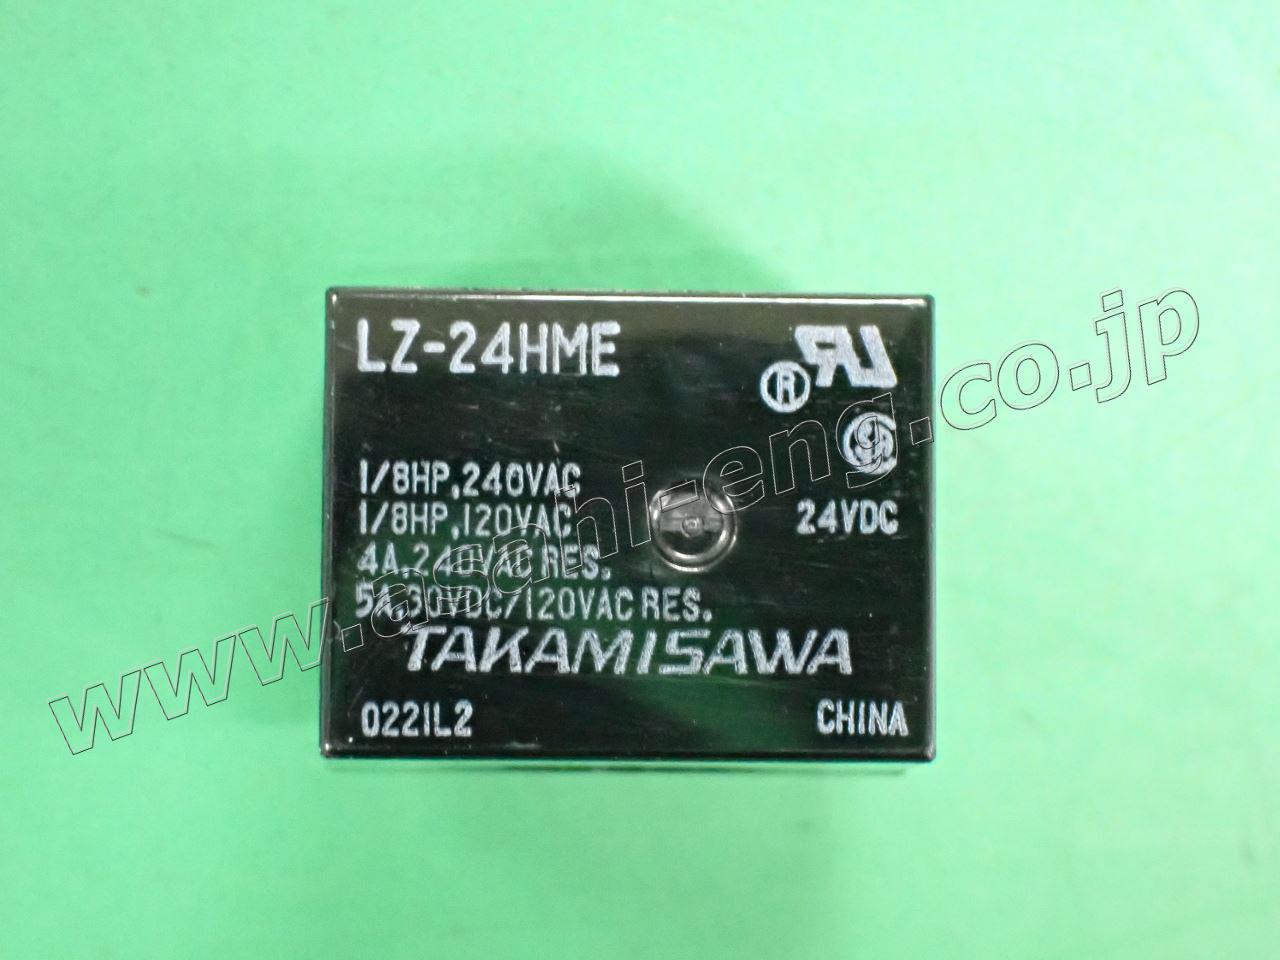 LZ-24HME
®
1/8HP,240VAC
1/8HP,120VAC
24VDC
4A,240VAC RES.
5A,30VDC/120VAC RES.
TAKAMISAWA
0221L2
CHINA
www.asahi-eng.co.jp